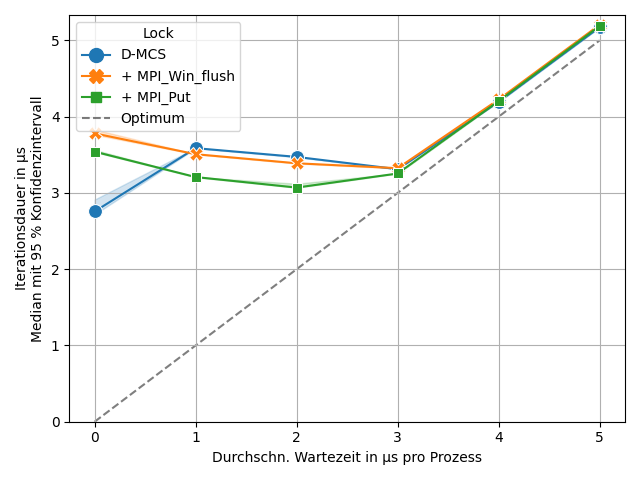 Lock
D-MCS
+ MPI_Win_flush
+ MPI_Put
Optimum
Iterationsdauer in µs
Median mit 95 % Konfidenzintervall
5
4
3
2
1
0
0 1 2 3 4 5
Durchschn. Wartezeit in µs pro Prozess